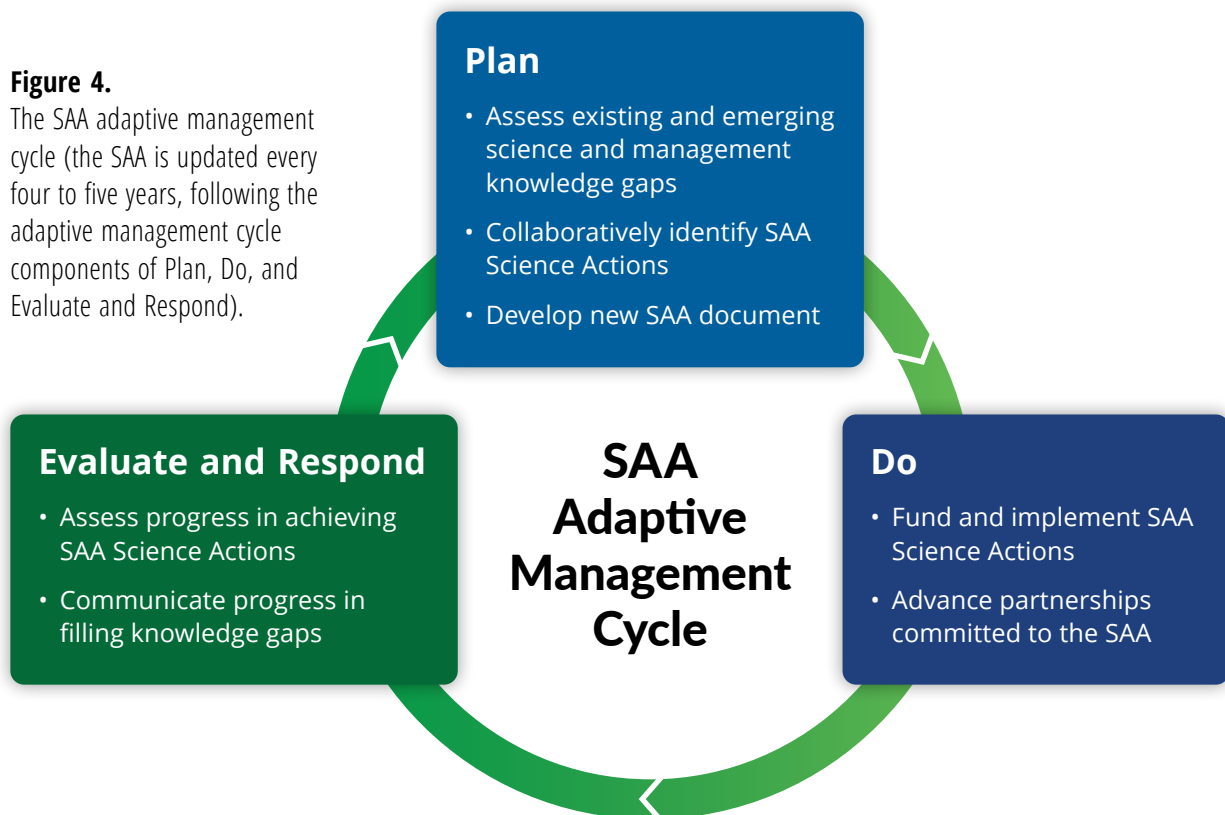 Figure 4.
The SAA adaptive management
cycle (the SAA is updated every
four to five years, following the
adaptive management cycle
components of Plan, Do, and
Evaluate and Respond).
Plan
• Assess existing and emerging
science and management
knowledge gaps
• Collaboratively identify SAA
Science Actions
• Develop new SAA document
Do
• Fund and implement SAA
Science Actions
• Advance partnerships
committed to the SAA
Evaluate and Respond
• Assess progress in achieving
SAA Science Actions
• Communicate progress in
filling knowledge gaps
SAA
Adaptive
Management
Cycle